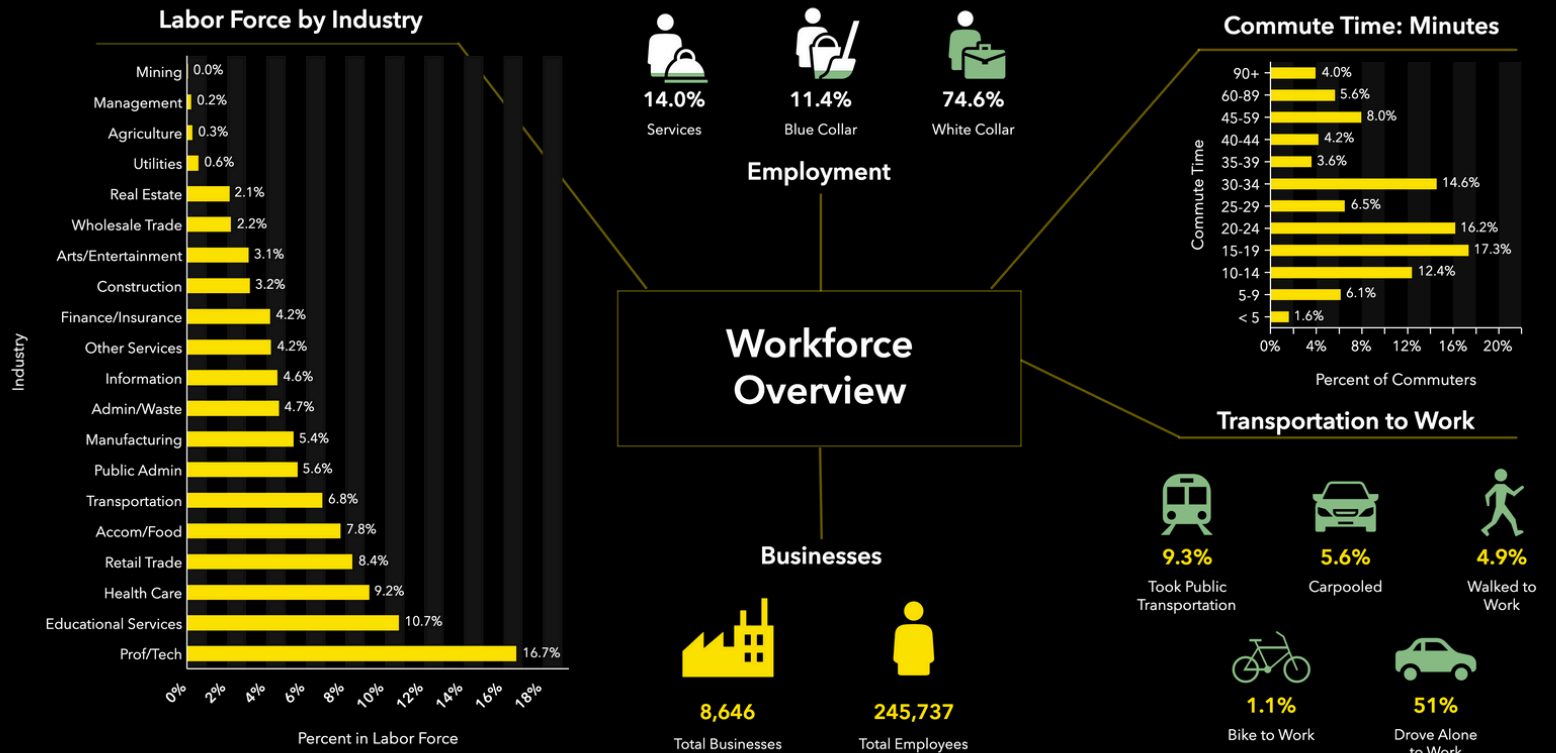 Labor Force by Industry
Industry
Mining 0.0%
Management 0.2%
Agriculture 0.3%
Utilities 0.6%
Real Estate 2.1%
Wholesale Trade 2.2%
Arts/Entertainment 3.1%
Construction 3.2%
Finance/Insurance 4.2%
Other Services 4.2%
Information 4.6%
Admin/Waste 4.7%
Manufacturing 5.4%
Public Admin 5.6%
Transportation 6.8%
Accom/Food 7.8%
Retail Trade 8.4%
Health Care 9.2%
Educational Services 10.7%
Prof/Tech 16.7%
0% 2% 4% 6% 8% 10% 12% 14% 16% 18%
Percent in Labor Force
14.0% 11.4% 74.6%
Services Blue Collar White Collar
Employment
Workforce
Overview
Businesses
8,646 245,737
Total Businesses Total Employees
Commute Time: Minutes
Commute Time
90+ 4.0%
60-89 5.6%
45-59 8.0%
40-44 4.2%
35-39 3.6%
30-34 14.6%
25-29 6.5%
20-24 16.2%
15-19 17.3%
10-14 12.4%
5-9 6.1%
< 5 1.6%
0% 4% 8% 12% 16% 20%
Percent of Commuters
Transportation to Work
9.3% 5.6% 4.9%
Took Public Carpooled Walked to
Transportation Work
1.1% 51%
Bike to Work Drove Alone
to Work